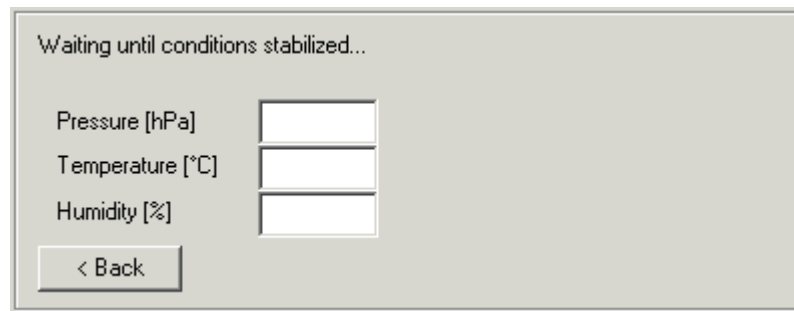 Waiting until conditions stabilized...
Pressure [hPa]
Temperature [°C]
Humidity [%]
< Back